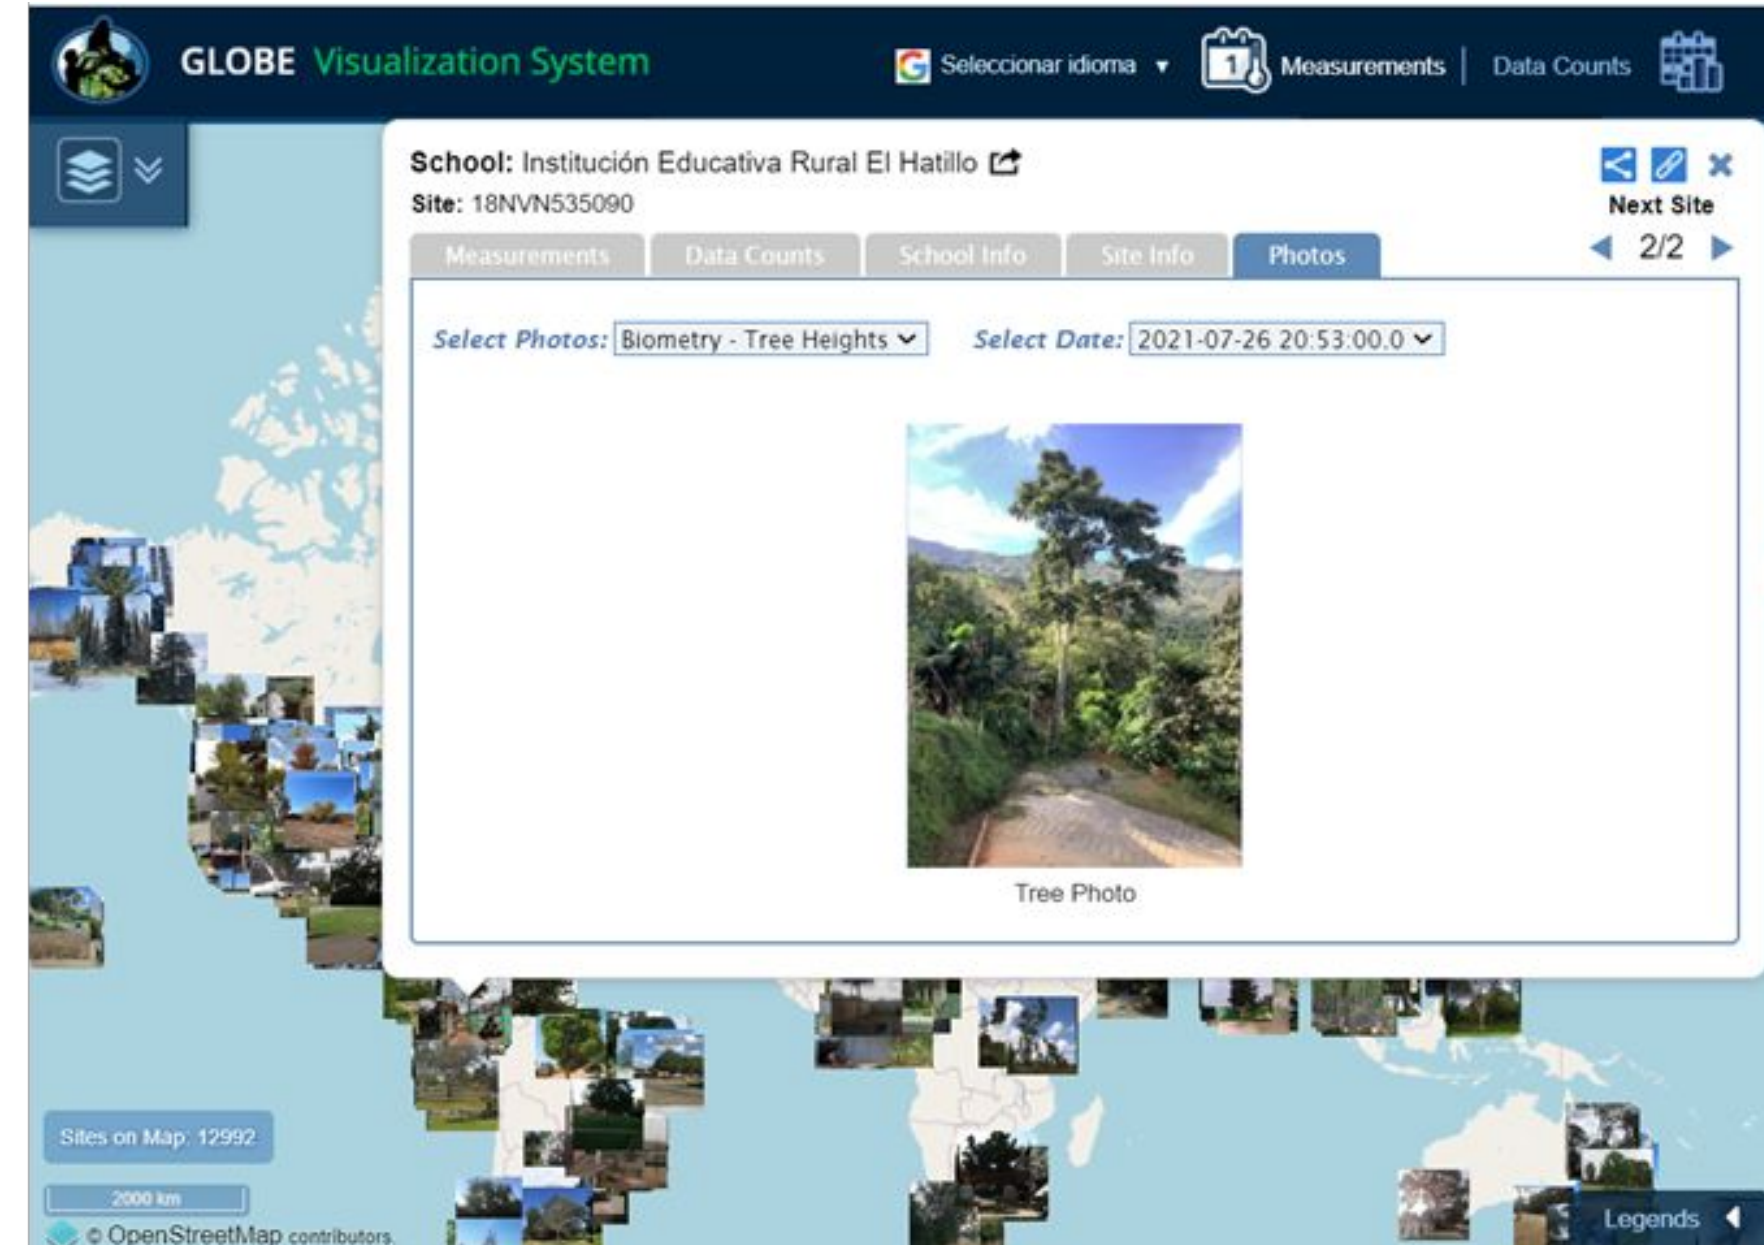 GLOBE Visualization System
Seleccionar idioma ▼
1
Measurements | Data Counts
School: Institución Educativa Rural El Hatillo
Site: 18NVN535090
Next Site
2/2
Measurements Data Counts School Info Site Info Photos
Select Photos: Biometry - Tree Heights
Select Date: 2021-07-26 20:53:00.0
Tree Photo
Sites on Map: 12992
2000 km
© OpenStreetMap contributors.
Legends